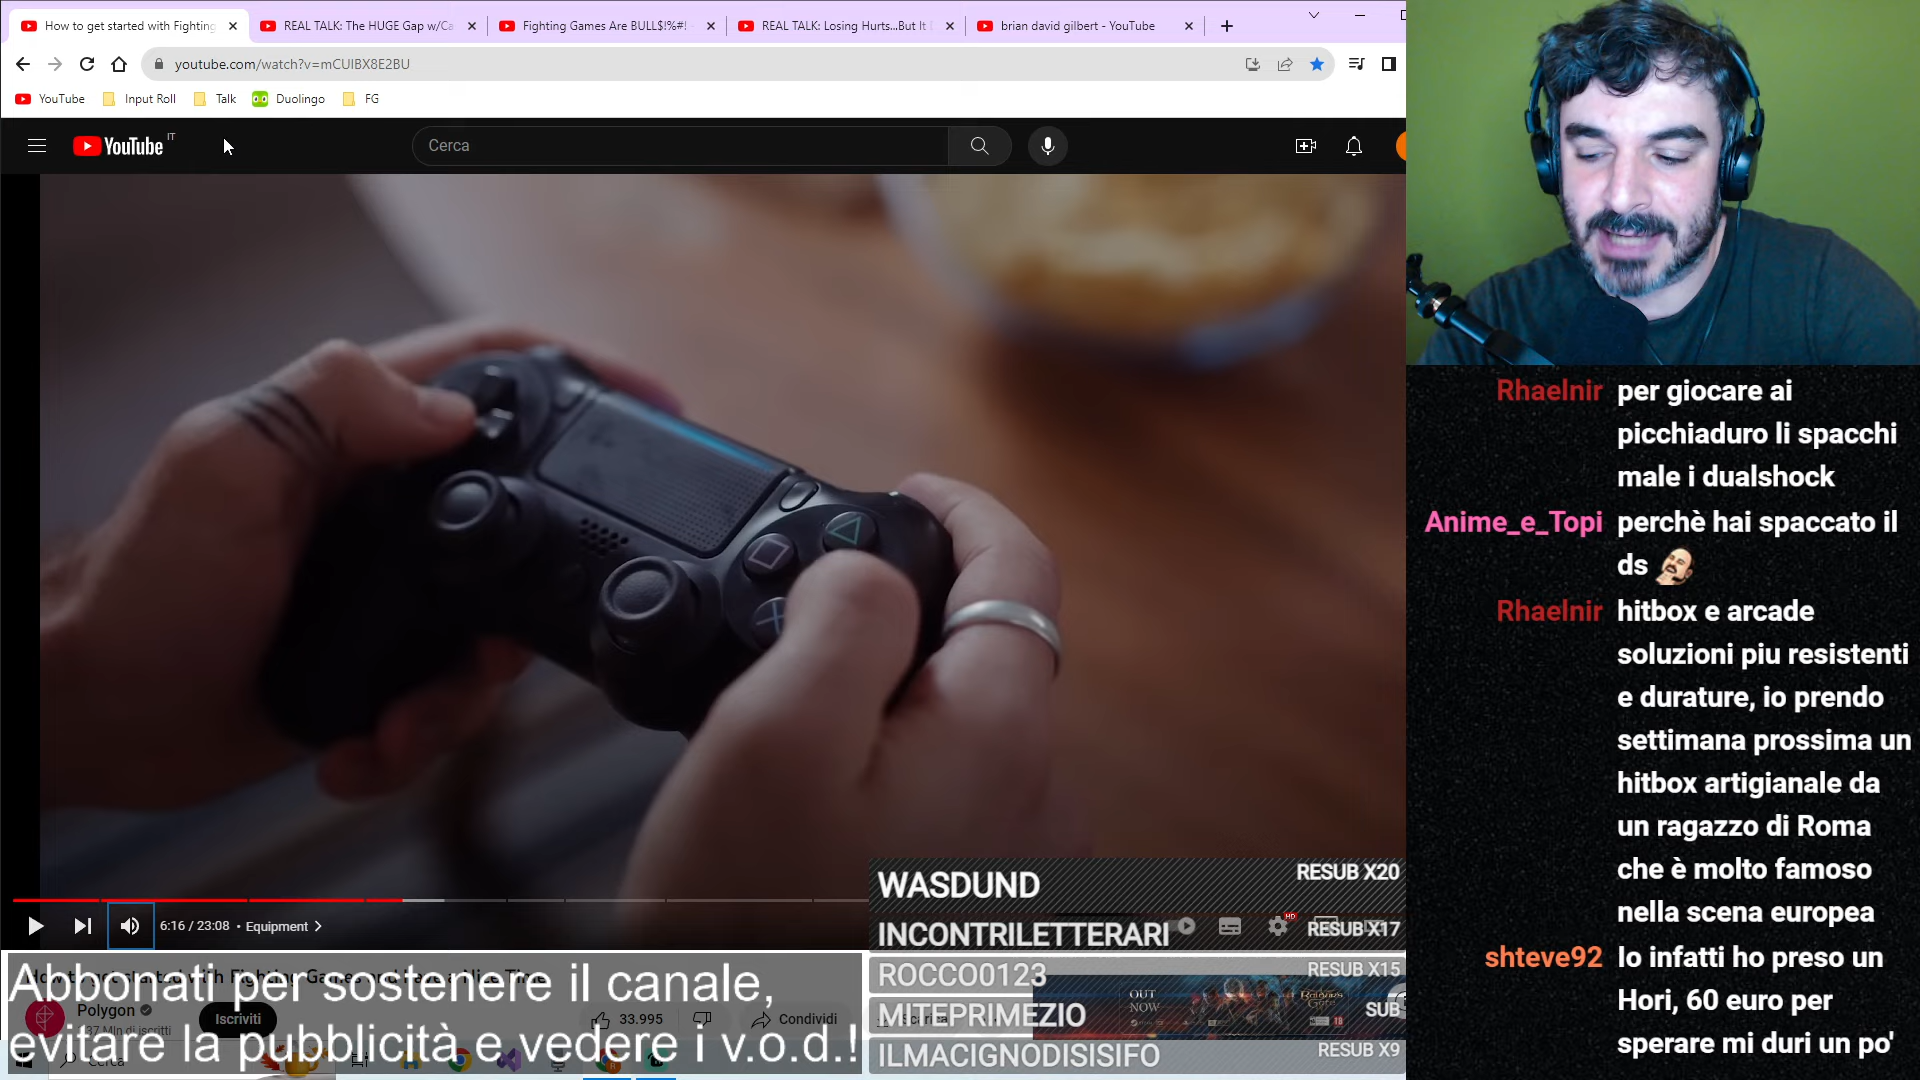 How to get started with Fighting
REAL TALK: The HUGE Gap w/Ca
Fighting Games Are BULL$!%#!
REAL TALK: Losing Hurts...But It
brian david gilbert - YouTube
youtube.com/watch?v=mCUIBX8E2BU
YouTube
Input Roll
Talk
Duolingo
FG
YouTube IT
Cerca
6:16 / 23:08 • Equipment
HD
Abbonati per sostenere il canale,
evitare la pubblicità e vedere i v.o.d.!
Polygon
Iscriviti
33.995
Condividi
Cerca
WASDUND RESUB X20
INCONTRILETTERARI RESUB X17
ROCCO0123 RESUB X15
MITEPRIMEZIO SUB
ILMACIGNODISISIFO RESUB X9
OUT
NOW
18
Rhaelnir per giocare ai
picchiaduro li spacchi
male i dualshock
Anime_e_Topi perchè hai spaccato il
ds
Rhaelnir hitbox e arcade
soluzioni piu resistenti
e durature, io prendo
settimana prossima un
hitbox artigianale da
un ragazzo di Roma
che è molto famoso
nella scena europea
shteve92 Io infatti ho preso un
Hori, 60 euro per
sperare mi duri un po'